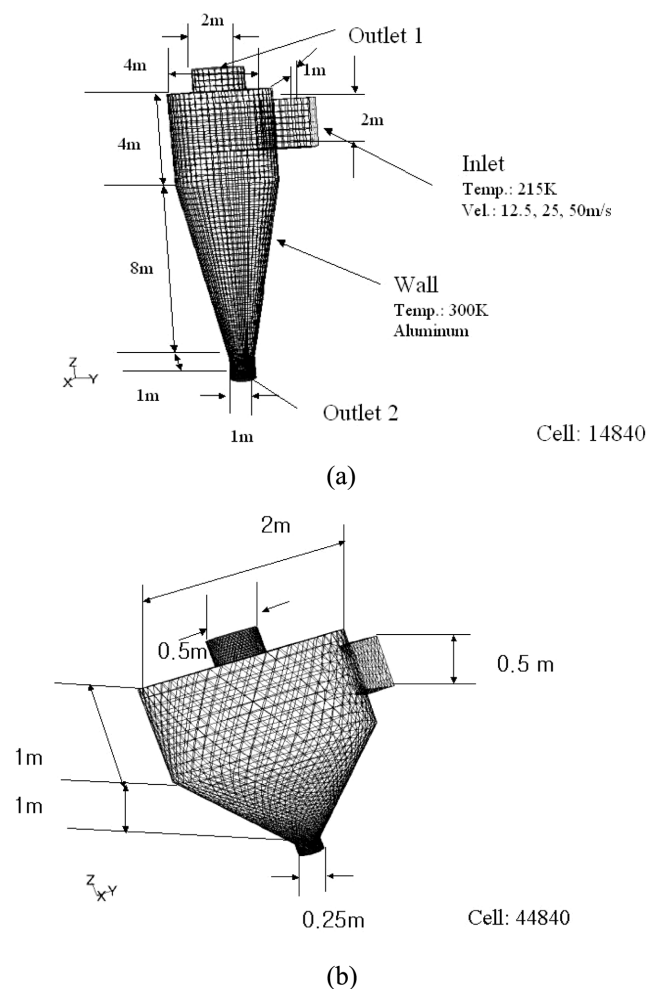 2m
Outlet 1
4m
1m
2m
4m
Inlet
Temp.: 215K
Vel.: 12.5, 25, 50m/s
8m
Wall
Temp.: 300K
Aluminum
Z
X Y
1m
Outlet 2
1m
Cell: 14840
(a)
2m
0.5m
0.5 m
1m
1m
Z
X Y
0.25m
Cell: 44840
(b)